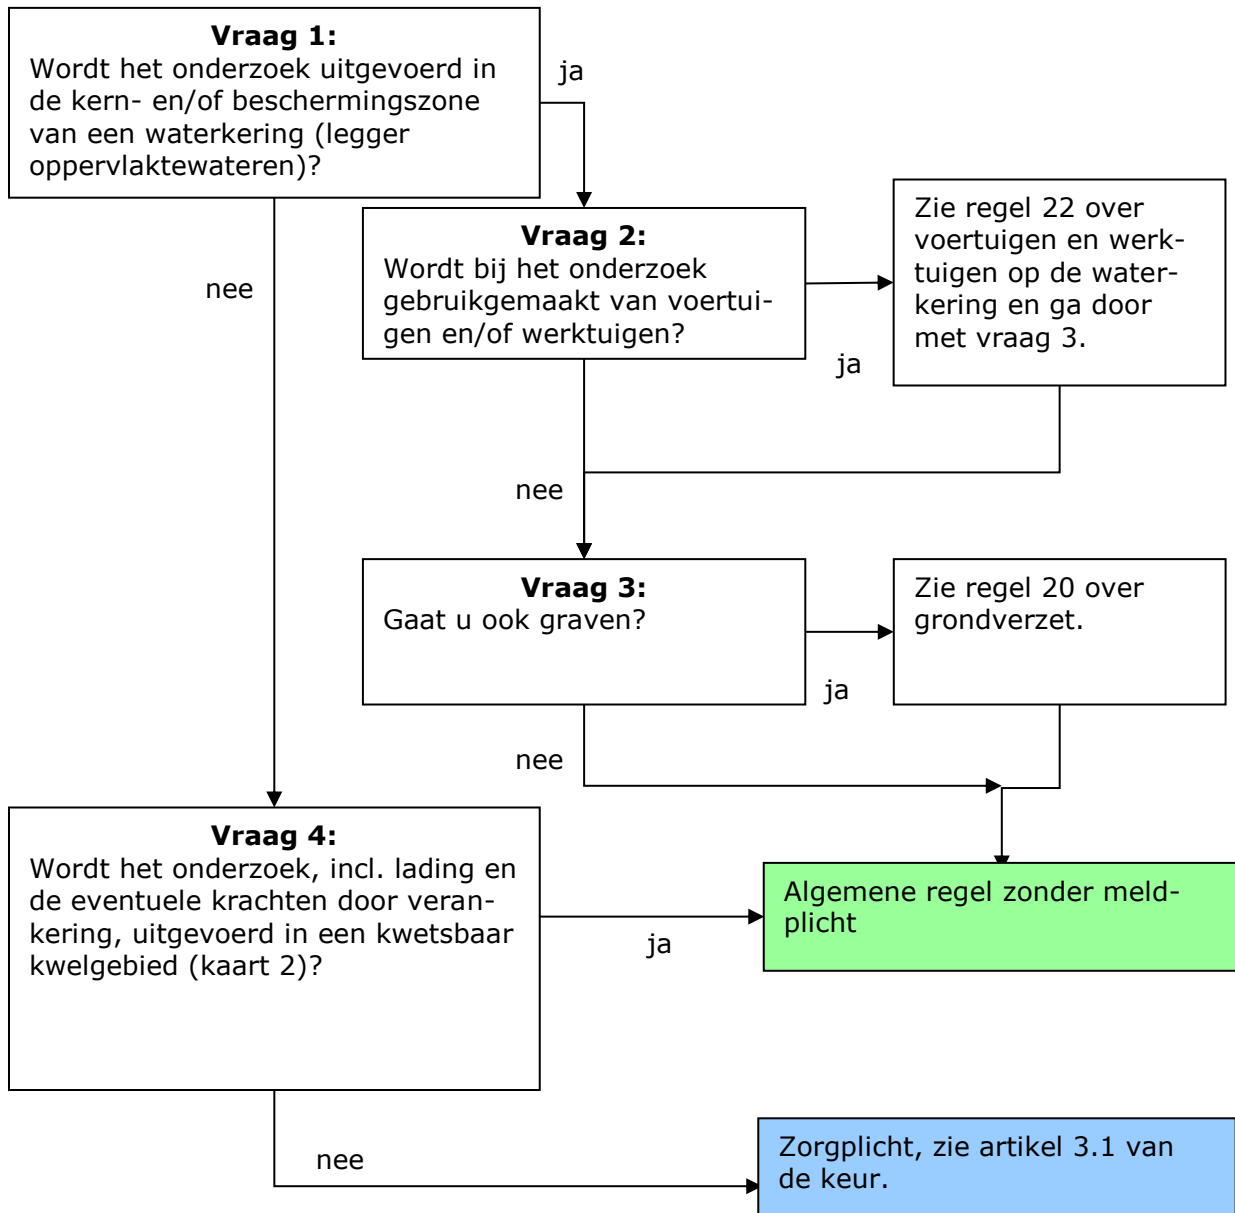 Vraag 1:
Wordt het onderzoek uitgevoerd in
de kern- en/of beschermingszone
van een waterkering (legger
oppervlaktewateren)?
ja
nee
Vraag 2:
Wordt bij het onderzoek
gebruikgemaakt van voertui-
gen en/of werktuigen?
ja
Zie regel 22 over
voertuigen en werk-
tuigen op de water-
kering en ga door
met vraag 3.
nee
Vraag 3:
Gaat u ook graven?
ja
Zie regel 20 over
grondverzet.
nee
Vraag 4:
Wordt het onderzoek, incl. lading en
de eventuele krachten door veran-
kering, uitgevoerd in een kwetsbaar
kwelgebied (kaart 2)?
ja
Algemene regel zonder meld-
plicht
nee
Zorgplicht, zie artikel 3.1 van
de keur.